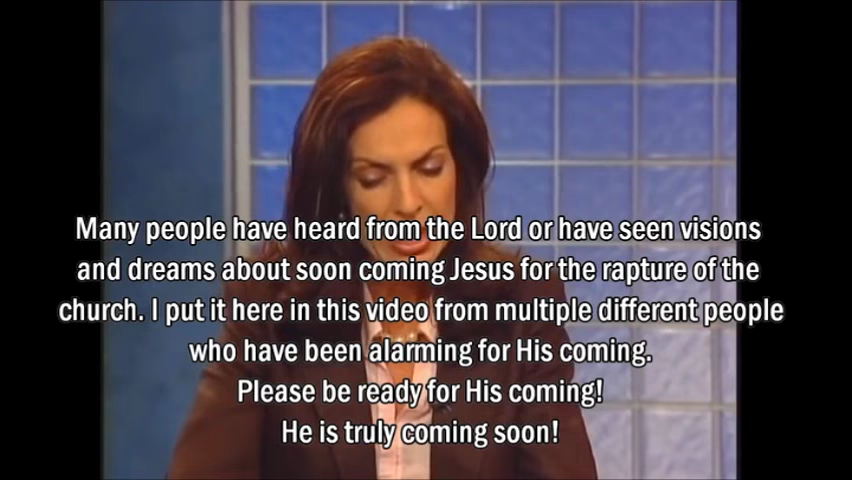 Many people have heard from the Lord or have seen visions
and dreams about soon coming Jesus for the rapture of the
church. I put it here in this video from multiple different people
who have been alarming for His coming.
Please be ready for His coming!
He is truly coming soon!